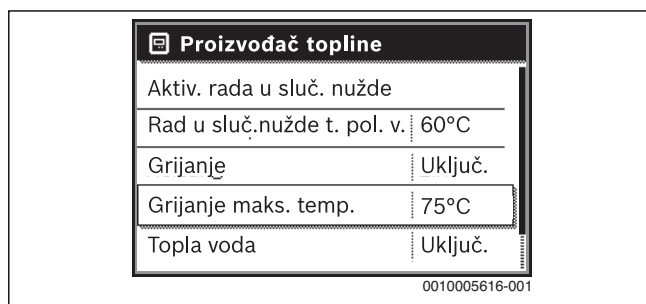 Proizvođač topline
Aktiv. rada u sluč. nužde
Rad u sluč.nužde t. pol. v. 60°C
Grijanje Uključ.
Grijanje maks. temp. 75°C
Topla voda Uključ.
0010005616-001